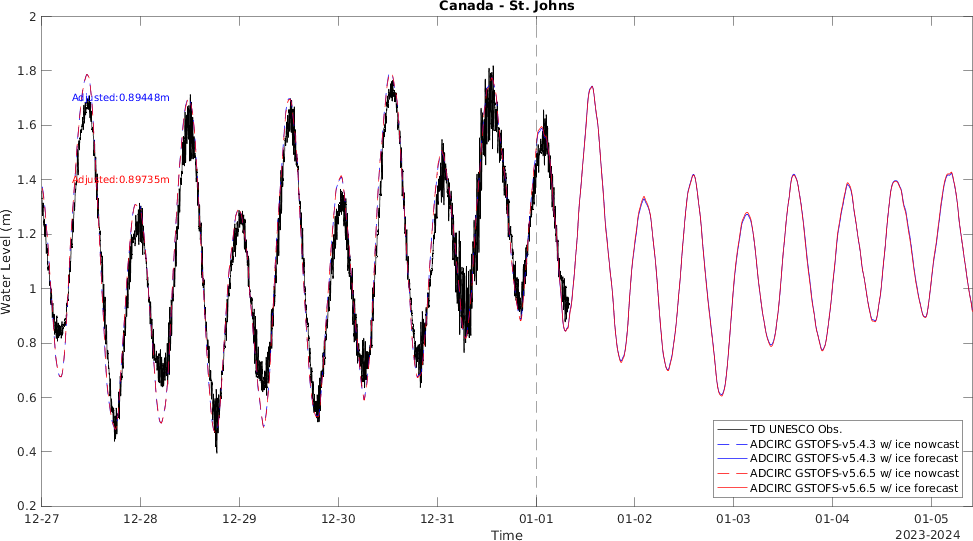 Canada - St. Johns
2
1.8
1.6
1.4
1.2
1
0.8
0.6
0.4
0.2
Water Level (m)
Adjusted:0.89448m
Adjusted:0.89735m
TD UNESCO Obs.
ADCIRC GSTOFS-v5.4.3 w/ ice nowcast
ADCIRC GSTOFS-v5.4.3 w/ ice forecast
ADCIRC GSTOFS-v5.6.5 w/ ice nowcast
ADCIRC GSTOFS-v5.6.5 w/ ice forecast
12-27 12-28 12-29 12-30 12-31 01-01 01-02 01-03 01-04 01-05
Time
2023-2024